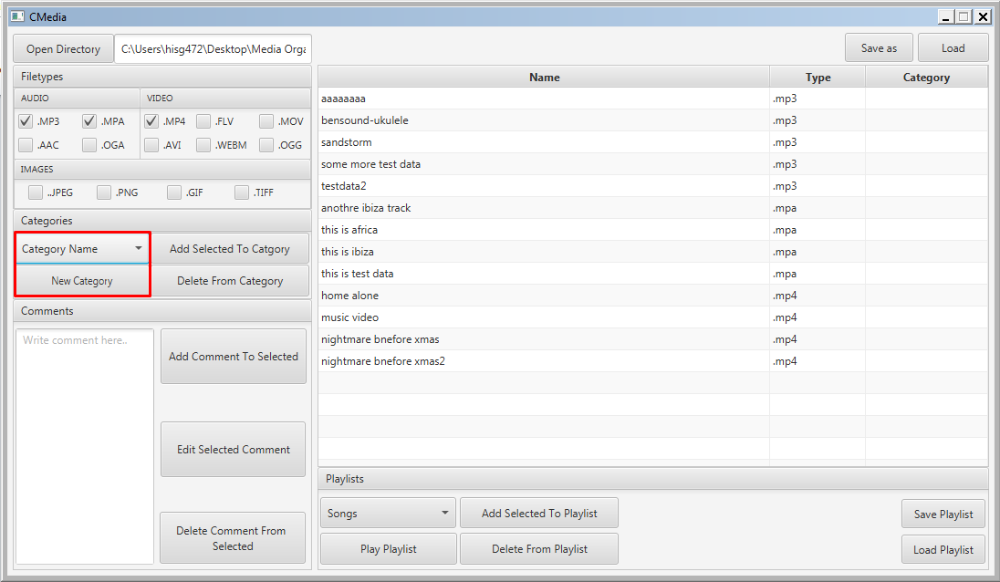 CMedia
Open Directory
C:\Users\hisg472\Desktop\Media Orga
Save as
Load
Filetypes
AUDIO
VIDEO
.MP3
.MPA
.MP4
.FLV
.MOV
.AAC
.OGA
.AVI
.WEBM
.OGG
IMAGES
..JPEG
.PNG
.GIF
.TIFF
Categories
Category Name
Add Selected To Catgory
New Category
Delete From Category
Comments
Write comment here..
Add Comment To Selected
Edit Selected Comment
Delete Comment From
Selected
Name Type Category
aaaaaaaa .mp3
bensound-ukulele .mp3
sandstorm .mp3
some more test data .mp3
testdata2 .mp3
anothre ibiza track .mpa
this is africa .mpa
this is ibiza .mpa
this is test data .mpa
home alone .mp4
music video .mp4
nightmare bnefore xmas .mp4
nightmare bnefore xmas2 .mp4
Playlists
Songs
Add Selected To Playlist
Save Playlist
Play Playlist
Delete From Playlist
Load Playlist